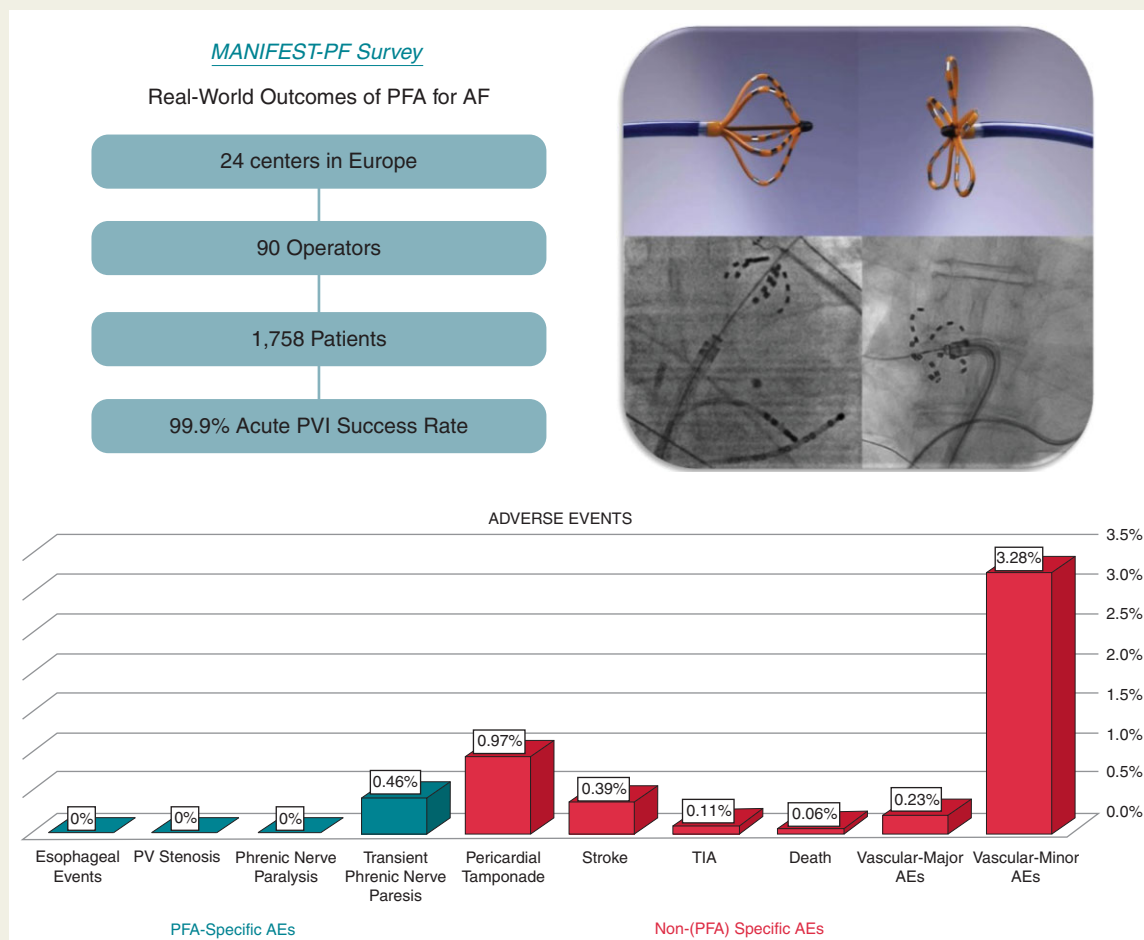 MANIFEST-PF Survey
Real-World Outcomes of PFA for AF
24 centers in Europe
90 Operators
1,758 Patients
99.9% Acute PVI Success Rate
ADVERSE EVENTS
3.5%
3.0%
2.5%
2.0%
1.5%
1.0%
0.5%
0.0%
0%
0%
0%
0.46%
0.97%
0.39%
0.11%
0.06%
0.23%
3.28%
Esophageal
Events
PV Stenosis
Phrenic Nerve
Paralysis
Transient
Phrenic Nerve
Paresis
Pericardial
Tamponade
Stroke
TIA
Death
Vascular-Major
AEs
Vascular-Minor
AEs
PFA-Specific AEs
Non-(PFA) Specific AEs